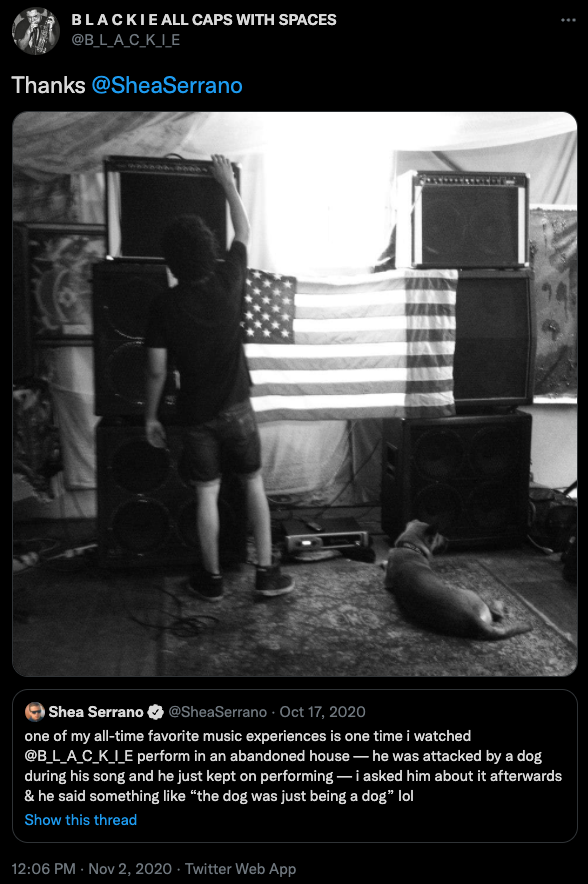 B L A C K I E ALL CAPS WITH SPACES
@B_L_A_C_K_I_E
Thanks @SheaSerrano
Shea Serrano @SheaSerrano · Oct 17, 2020
one of my all-time favorite music experiences is one time i watched
@B_L_A_C_K_I_E perform in an abandoned house — he was attacked by a dog
during his song and he just kept on performing — i asked him about it afterwards
& he said something like “the dog was just being a dog” lol
Show this thread
12:06 PM · Nov 2, 2020 · Twitter Web App